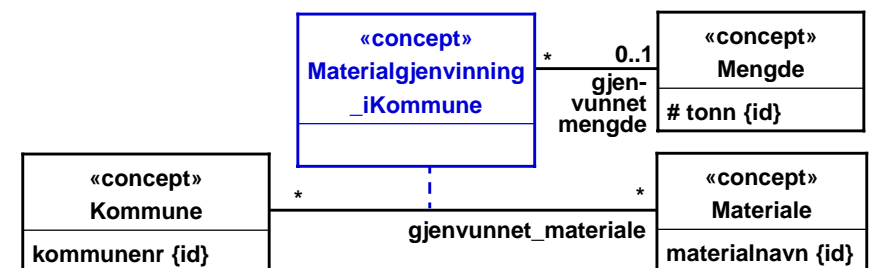 «concept»
Materialgjenvinning
_iKommune
*
0..1
gjen-
vunnet
mengde
«concept»
Mengde
# tonn {id}
«concept»
Kommune
kommunenr {id}
*
*
gjenvunnet_materiale
«concept»
Materiale
materialnavn {id}